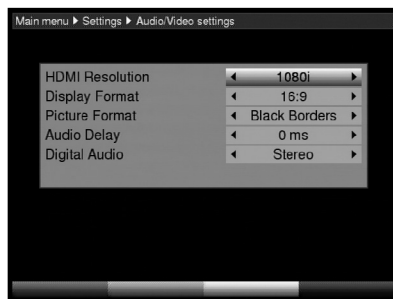 Main menu ▶ Settings ▶ Audio/Video settings
HDMI Resolution ◀ 1080i ▶
Display Format ◀ 16:9 ▶
Picture Format ◀ Black Borders ▶
Audio Delay ◀ 0 ms ▶
Digital Audio ◀ Stereo ▶